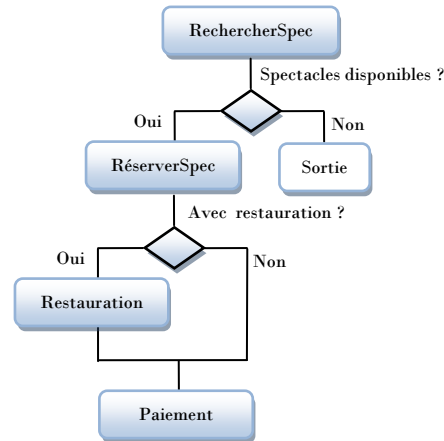 RechercherSpec
Spectacles disponibles ?
Oui
Non
RéserverSpec
Sortie
Avec restauration ?
Oui
Non
Restauration
Paiement